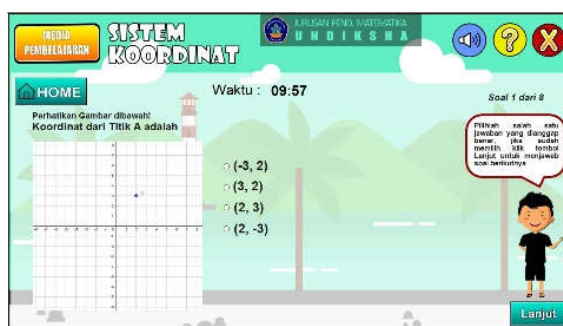 MEDIA
PEMBELAJARAN
SISTEM
KOORDINAT
JURUSAN PEND. MATEMATIKA
UNDIKSHA
HOME
Waktu : 09:57
Soal 1 dari 8
Perhatikan Gambar dibawah!
Koordinat dari Titik A adalah
(-3, 2)
(3, 2)
(2, 3)
(2, -3)
Pilihlah salah satu
jawaban yang dianggap
benar, jika sudah
memilih klik tombol
Lanjut untuk menjawab
soal berikutnya
Lanjut